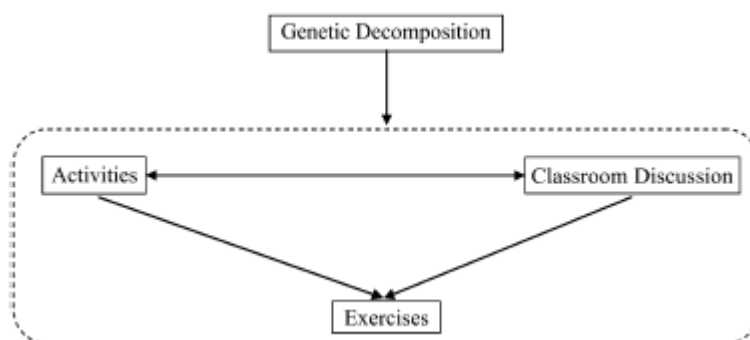 Genetic Decomposition
Activities
Classroom Discussion
Exercises